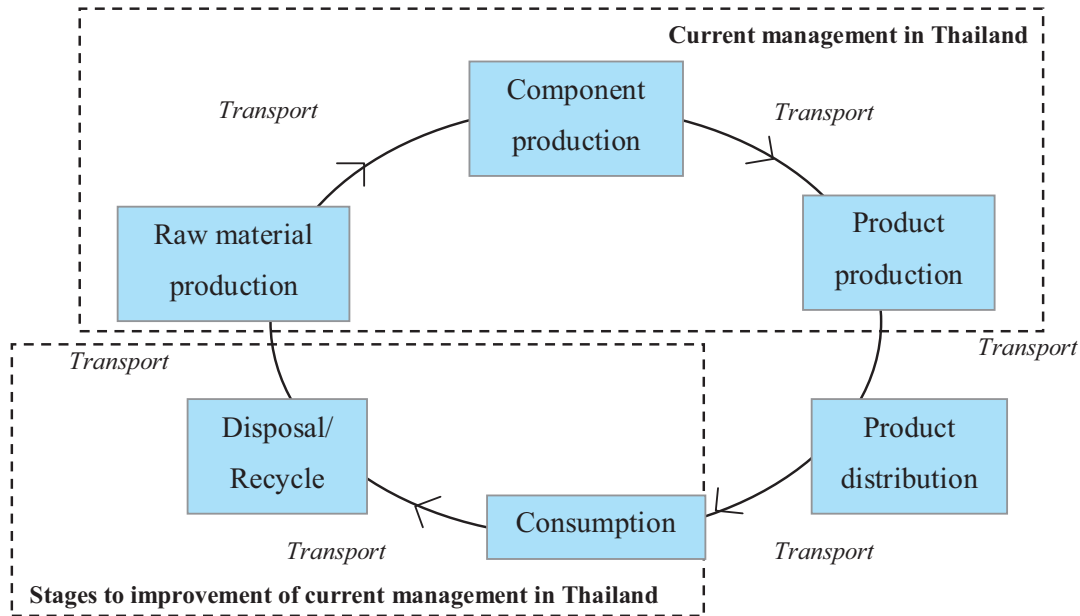 Current management in Thailand
Component
production
Transport
Transport
Raw material
production
Product
production
Transport
Transport
Disposal/
Recycle
Product
distribution
Consumption
Transport
Transport
Stages to improvement of current management in Thailand